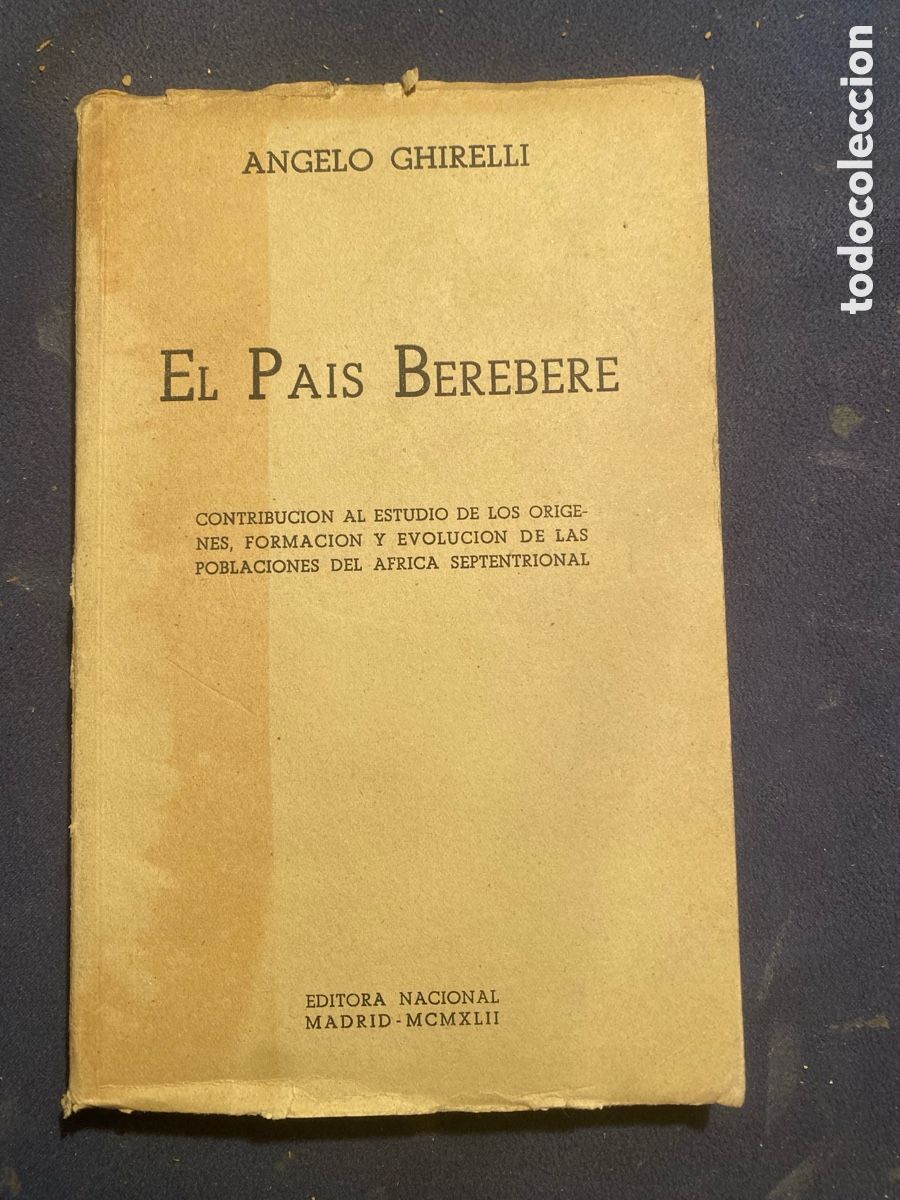 ANGELO GHIRELLI
EL PAIS BEREBERE
CONTRIBUCION AL ESTUDIO DE LOS ORIGE-
NES, FORMACION Y EVOLUCION DE LAS
POBLACIONES DEL AFRICA SEPTENTRIONAL
EDITORA NACIONAL
MADRID - MCMXLII
todocoleccion